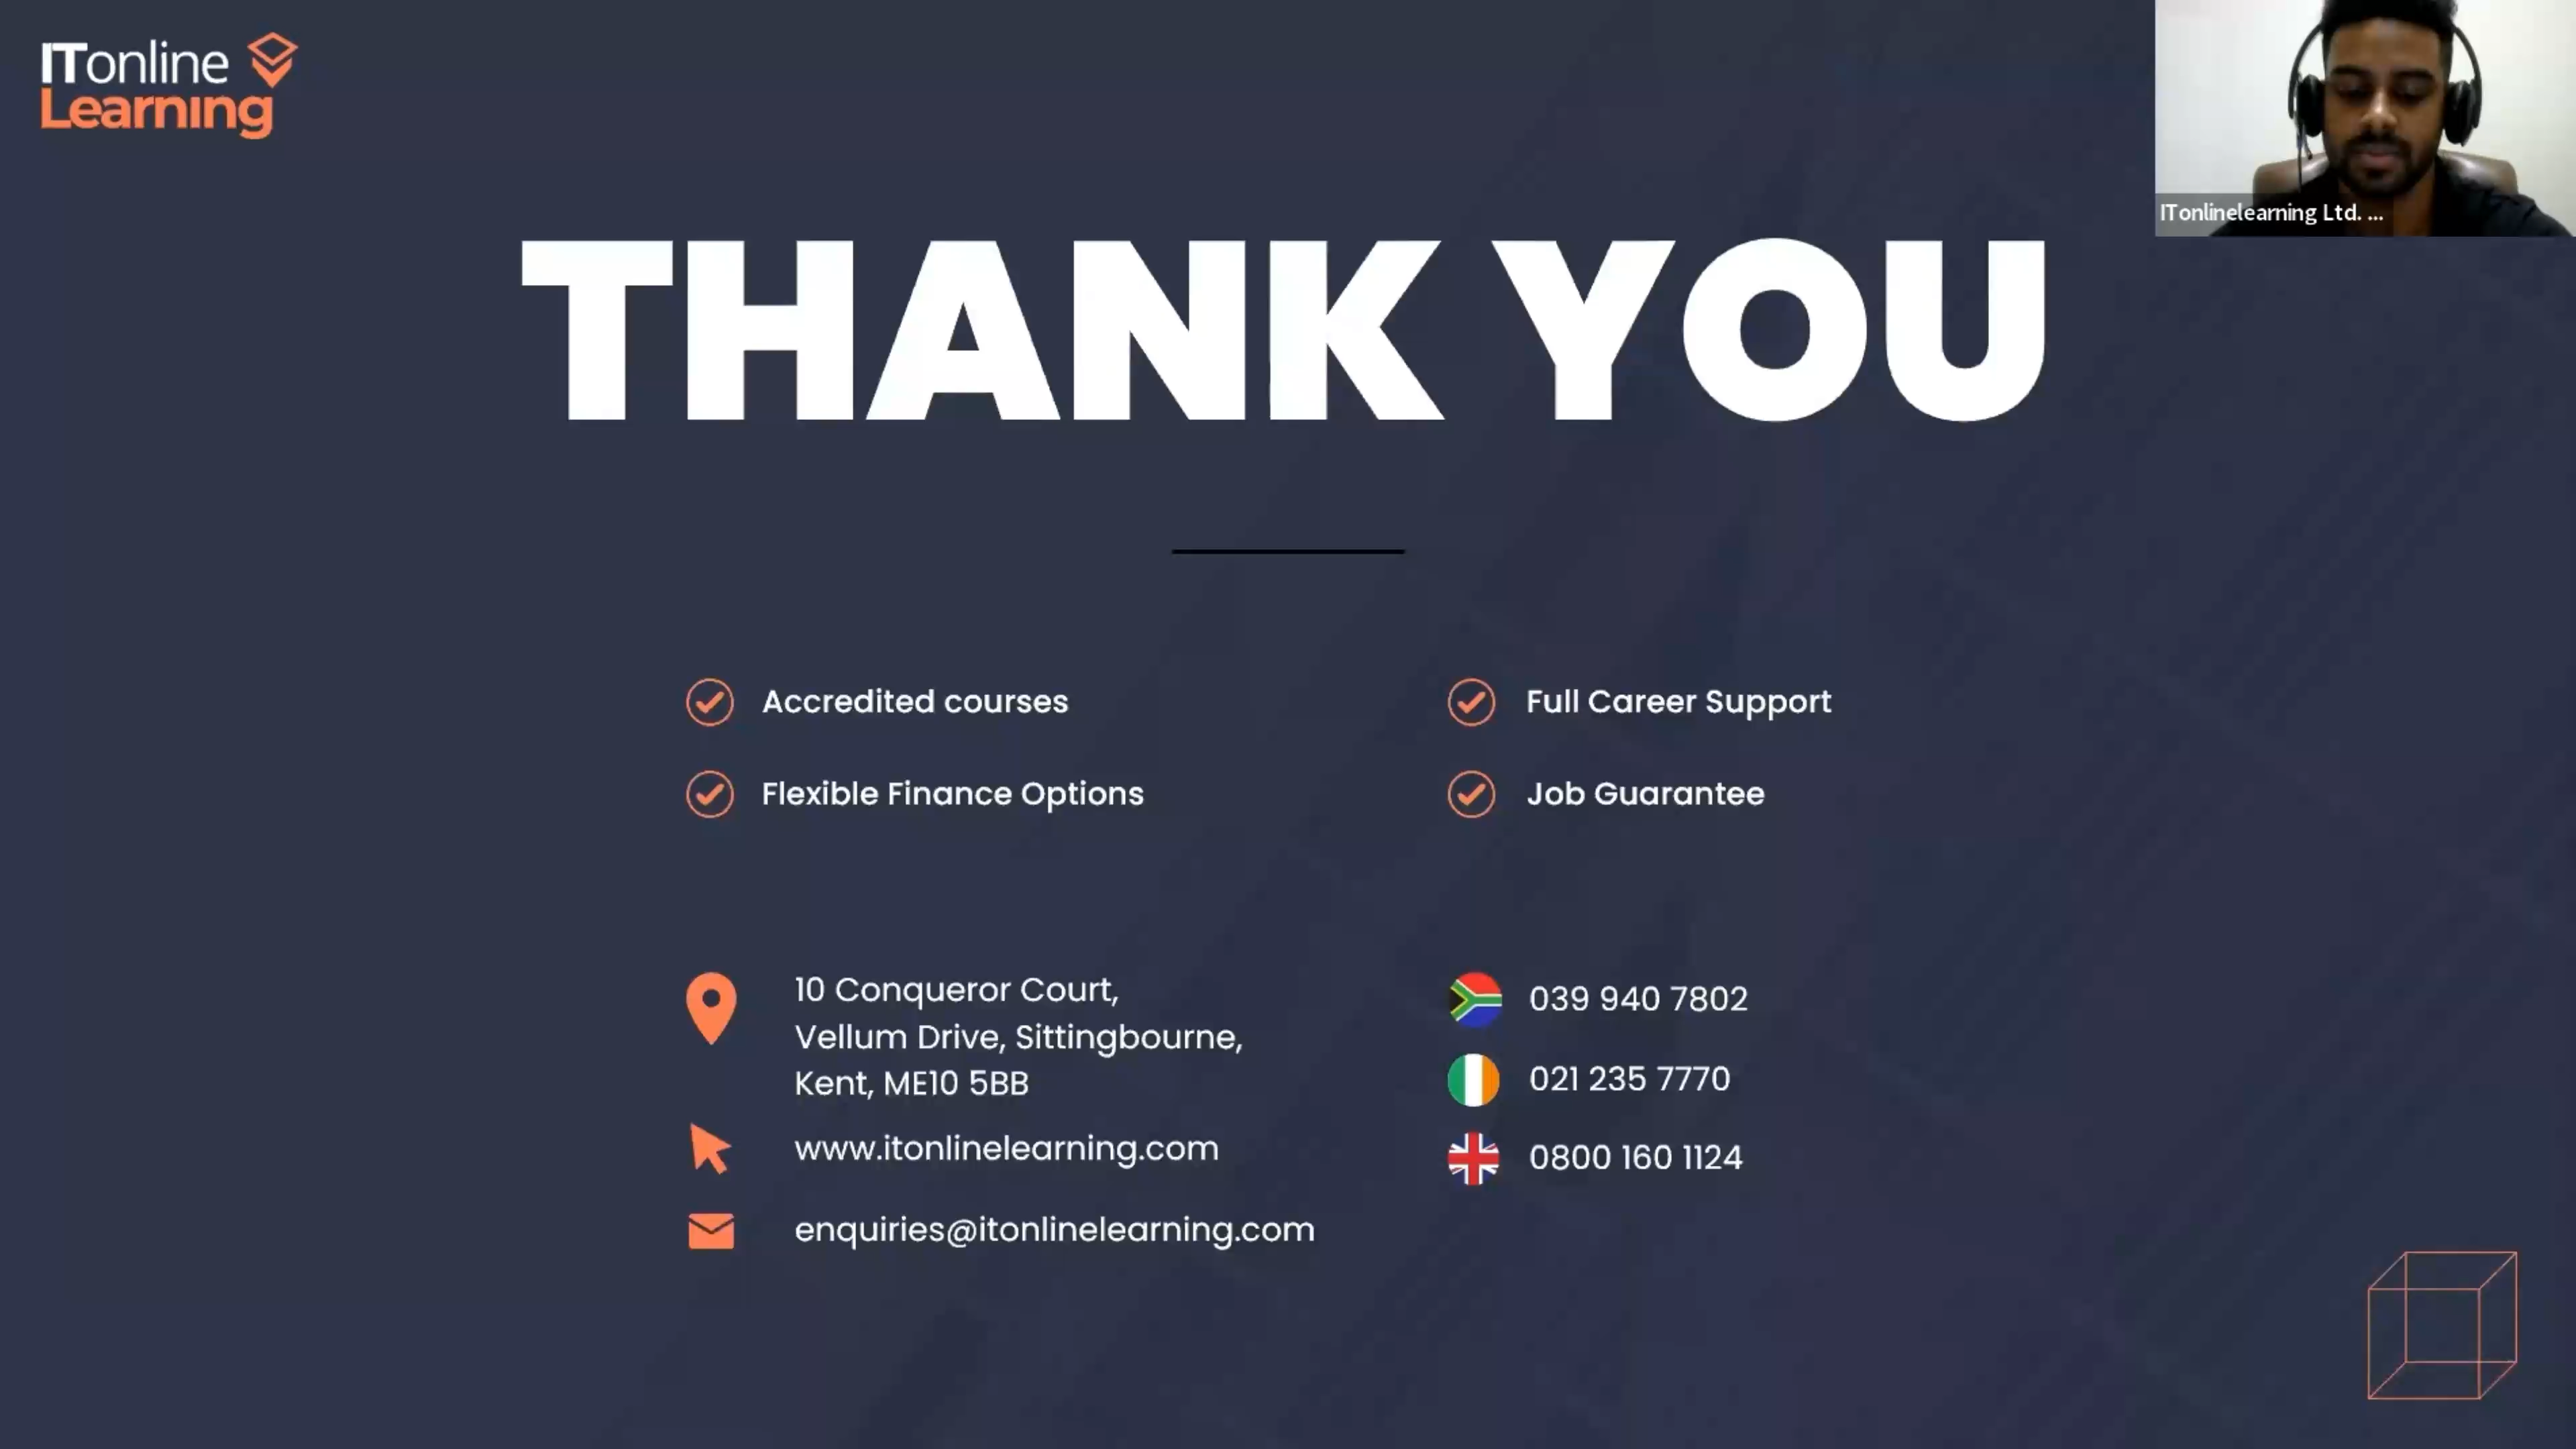 ITonline
Learning
ITonlinelearning Ltd. ...
THANK YOU
Accredited courses
Full Career Support
Flexible Finance Options
Job Guarantee
10 Conqueror Court,
Vellum Drive, Sittingbourne,
Kent, ME10 5BB
www.itonlinelearning.com
enquiries@itonlinelearning.com
039 940 7802
021 235 7770
0800 160 1124